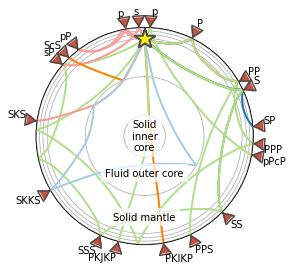 p s p
P
pP
ScS
sP
PP
S
SKS
SP
Solid
inner
core
PPP
pPcP
Fluid outer core
SKKS
Solid mantle
SS
SSS
PKJKP
PKIKP
PPS